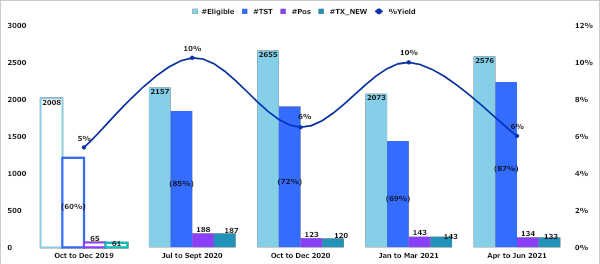 #Eligible #TST #Pos #TX_NEW %Yield
3000 12%
2500 10%
2000 8%
1500 6%
1000 4%
500 2%
0 0%
2008 (60%) 65 61 5%
2157 (85%) 188 187 10%
2655 (72%) 123 120 6%
2073 (69%) 143 143 10%
2576 (87%) 134 133 6%
Oct to Dec 2019 Jul to Sept 2020 Oct to Dec 2020 Jan to Mar 2021 Apr to Jun 2021